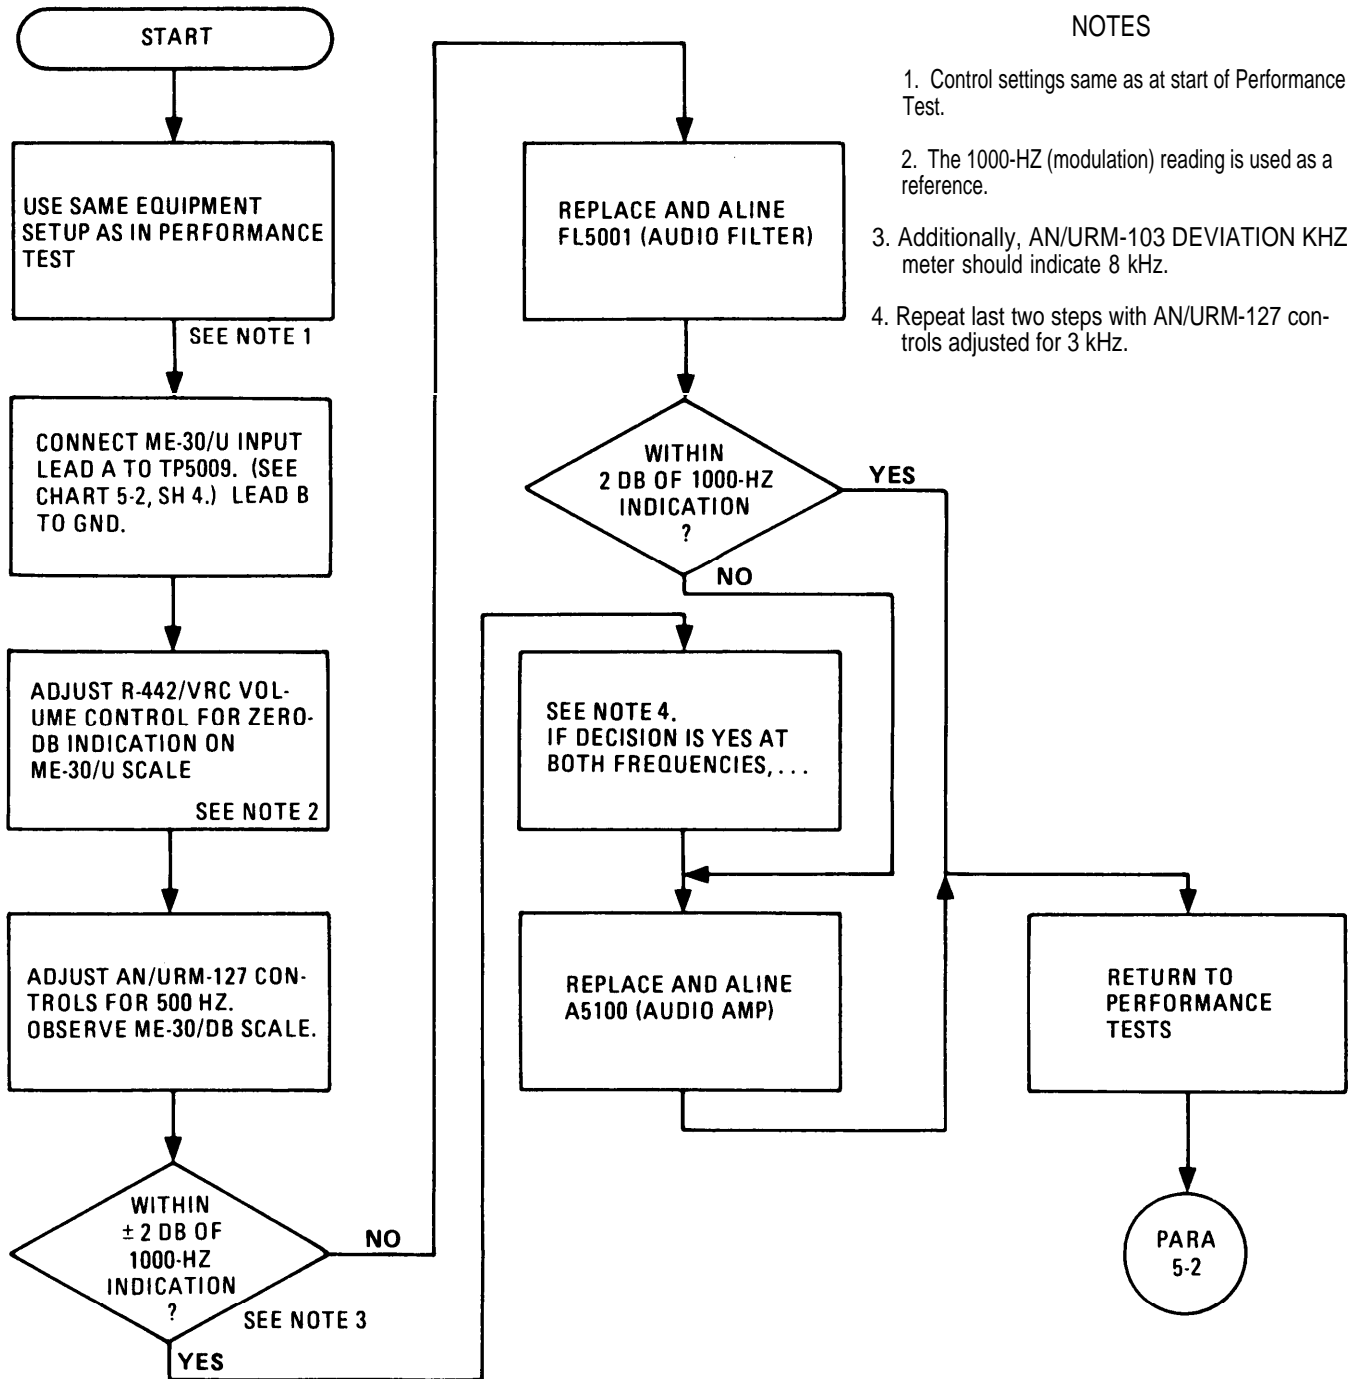 START
USE SAME EQUIPMENT
SETUP AS IN PERFORMANCE
TEST
SEE NOTE 1
CONNECT ME-30/U INPUT
LEAD A TO TP5009. (SEE
CHART 5-2, SH 4.) LEAD B
TO GND.
ADJUST R-442/VRC VOL-
UME CONTROL FOR ZERO-
DB INDICATION ON
ME-30/U SCALE
SEE NOTE 2
ADJUST AN/URM-127 CON-
TROLS FOR 500 HZ.
OBSERVE ME-30/DB SCALE.
WITHIN
± 2 DB OF
1000-HZ
INDICATION
?
NO
SEE NOTE 3
YES
REPLACE AND ALINE
FL5001 (AUDIO FILTER)
WITHIN
2 DB OF 1000-HZ
INDICATION
?
YES
NO
SEE NOTE 4.
IF DECISION IS YES AT
BOTH FREQUENCIES, ...
REPLACE AND ALINE
A5100 (AUDIO AMP)
NOTES
1. Control settings same as at start of Performance
Test.
2. The 1000-HZ (modulation) reading is used as a
reference.
3. Additionally, AN/URM-103 DEVIATION KHZ
meter should indicate 8 kHz.
4. Repeat last two steps with AN/URM-127 con-
trols adjusted for 3 kHz.
RETURN TO
PERFORMANCE
TESTS
PARA
5-2